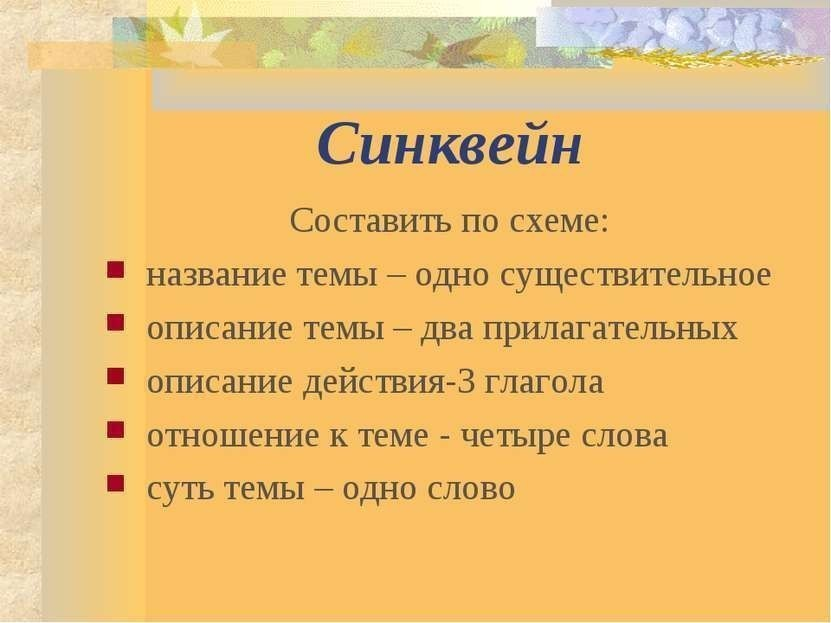 Синквейн
Составить по схеме:
название темы – одно существительное
описание темы – два прилагательных
описание действия-3 глагола
отношение к теме - четыре слова
суть темы – одно слово